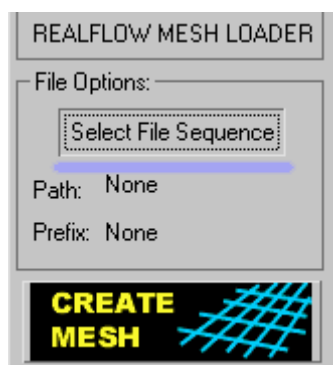 REALFLOW MESH LOADER
File Options:
Select File Sequence
Path: None
Prefix: None
CREATE
MESH